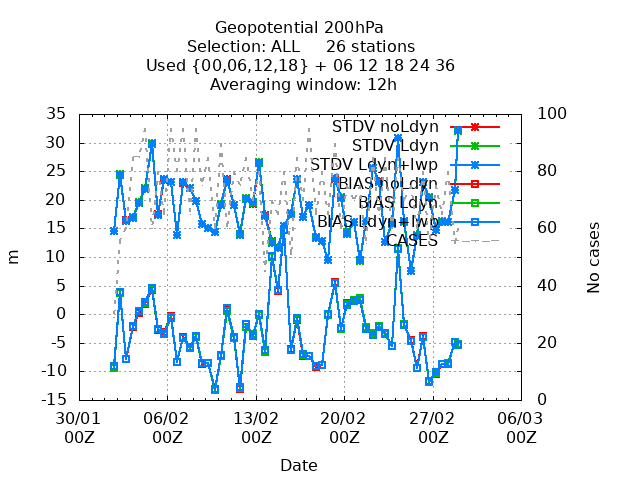 Geopotential 200hPa
Selection: ALL     26 stations
Used {00,06,12,18} + 06 12 18 24 36
Averaging window: 12h
35
30
25
20
15
10
5
0
-5
-10
-15
m
100
80
60
40
20
0
No cases
STDV noLdyn
STDV Ldyn
STDV Ldyn+lwp
BIAS noLdyn
BIAS Ldyn
BIAS Ldyn+lwp
CASES
30/01 06/02 13/02 20/02 27/02 06/03
00Z 00Z 00Z 00Z 00Z 00Z
Date